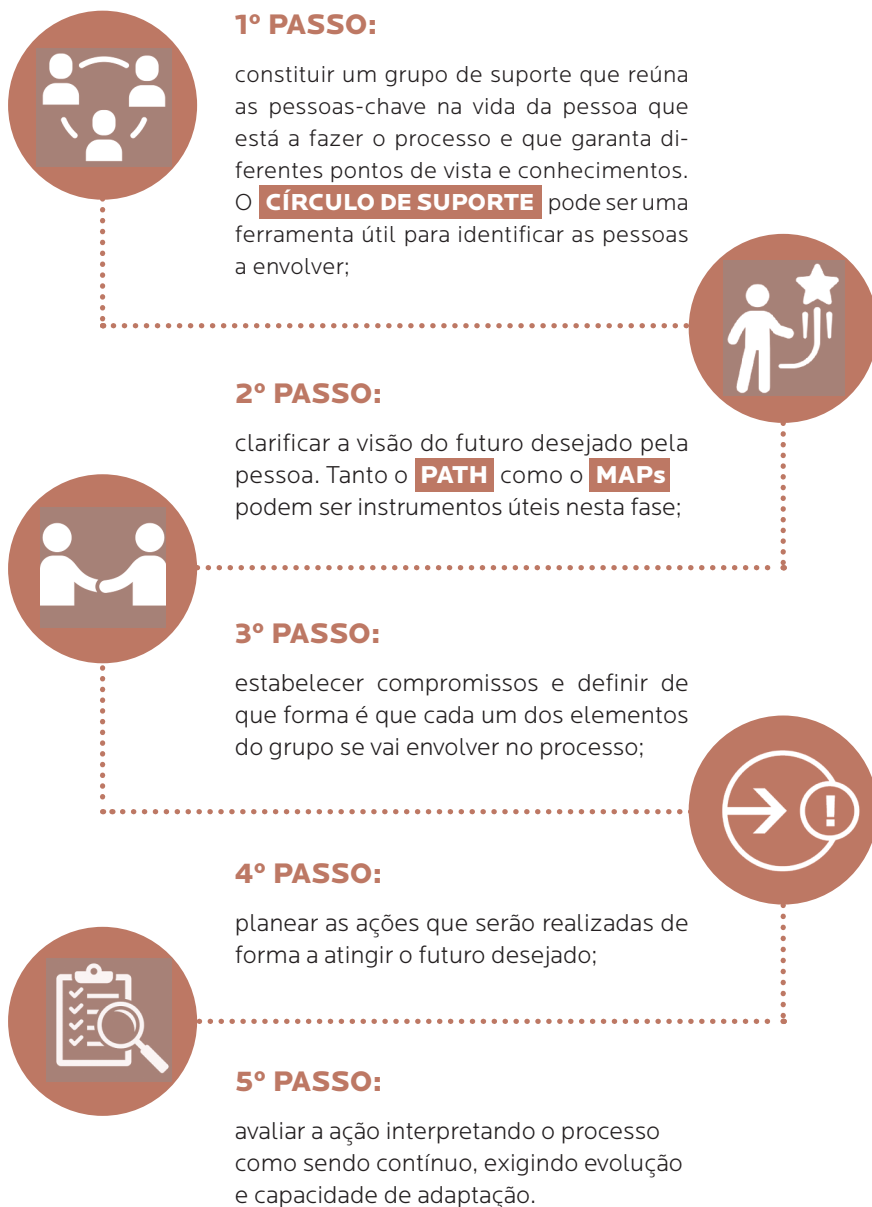 1º PASSO:
constituir um grupo de suporte que reúna
as pessoas-chave na vida da pessoa que
está a fazer o processo e que garanta di-
ferentes pontos de vista e conhecimentos.
O CÍRCULO DE SUPORTE pode ser uma
ferramenta útil para identificar as pessoas
a envolver;
2º PASSO:
clarificar a visão do futuro desejado pela
pessoa. Tanto o PATH como o MAPs
podem ser instrumentos úteis nesta fase;
3º PASSO:
estabelecer compromissos e definir de
que forma é que cada um dos elementos
do grupo se vai envolver no processo;
4º PASSO:
planear as ações que serão realizadas de
forma a atingir o futuro desejado;
5º PASSO:
avaliar a ação interpretando o processo
como sendo contínuo, exigindo evolução
e capacidade de adaptação.